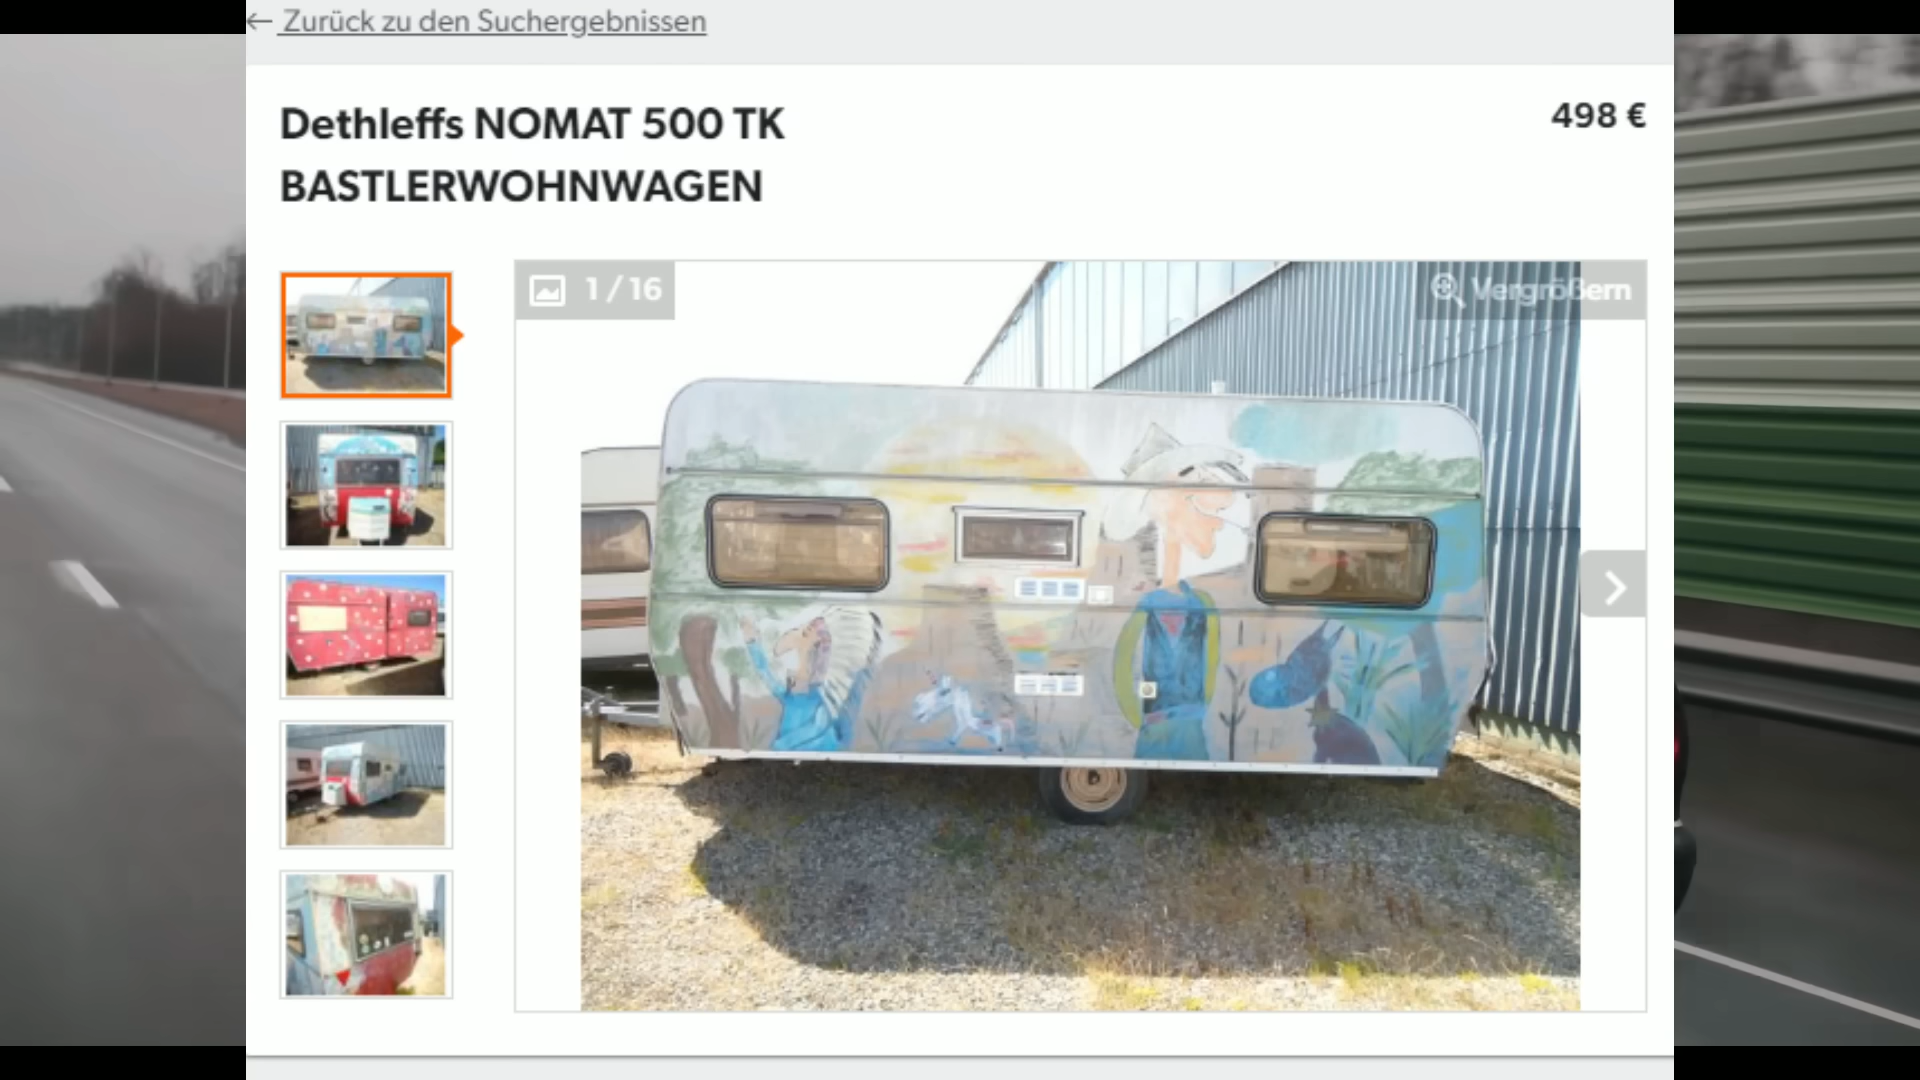 ← Zurück zu den Suchergebnissen
Dethleffs NOMAT 500 TK
BASTLERWOHNWAGEN
498 €
1 / 16
Vergrößern